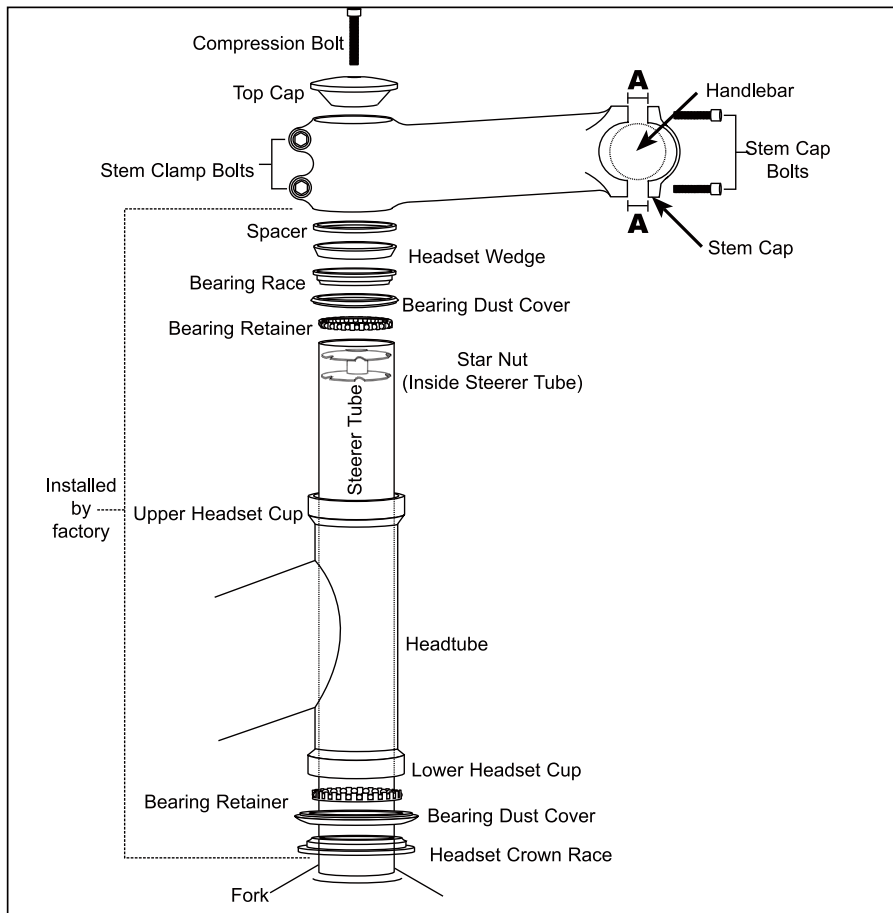 Compression Bolt
Top Cap
A
Handlebar
Stem Clamp Bolts
Stem Cap
Bolts
A
Stem Cap
Spacer
Headset Wedge
Bearing Race
Bearing Dust Cover
Bearing Retainer
Star Nut
(Inside Steerer Tube)
Steerer Tube
Installed
by
factory
Upper Headset Cup
Headtube
Lower Headset Cup
Bearing Retainer
Bearing Dust Cover
Headset Crown Race
Fork